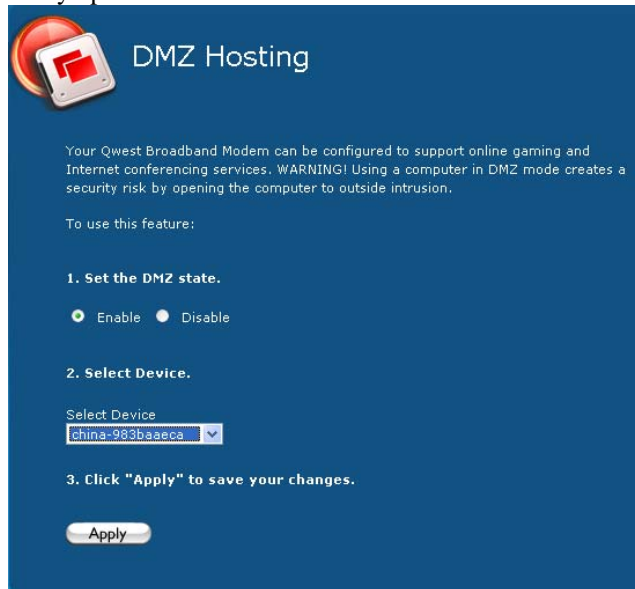 DMZ Hosting
Your Qwest Broadband Modem can be configured to support online gaming and
Internet conferencing services. WARNING! Using a computer in DMZ mode creates a
security risk by opening the computer to outside intrusion.
To use this feature:
1. Set the DMZ state.
Enable Disable
2. Select Device.
Select Device
china-983baaeca
3. Click "Apply" to save your changes.
Apply